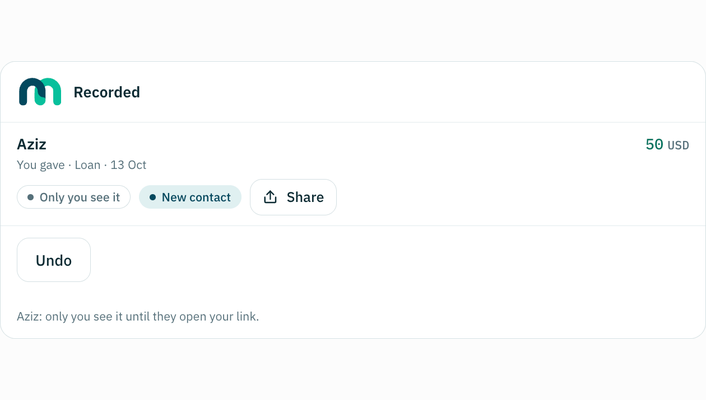 Recorded
Aziz
50 USD
You gave · Loan · 13 Oct
Only you see it
New contact
Share
Undo
Aziz: only you see it until they open your link.